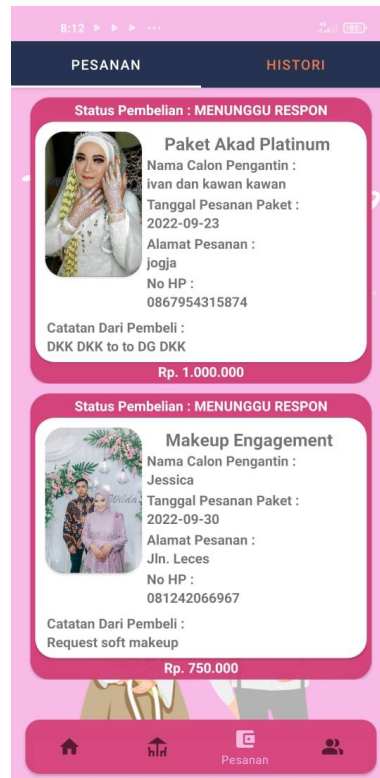 8:12
PESANAN
HISTORI
Status Pembelian : MENUNGGU RESPON
Paket Akad Platinum
Nama Calon Pengantin :
ivan dan kawan kawan
Tanggal Pesanan Paket :
2022-09-23
Alamat Pesanan :
jogja
No HP :
0867954315874
Catatan Dari Pembeli :
DKK DKK to to DG DKK
Rp. 1.000.000
Status Pembelian : MENUNGGU RESPON
Makeup Engagement
Nama Calon Pengantin :
Jessica
Tanggal Pesanan Paket :
2022-09-30
Alamat Pesanan :
Jln. Leces
No HP :
081242066967
Catatan Dari Pembeli :
Request soft makeup
Rp. 750.000
Pesanan